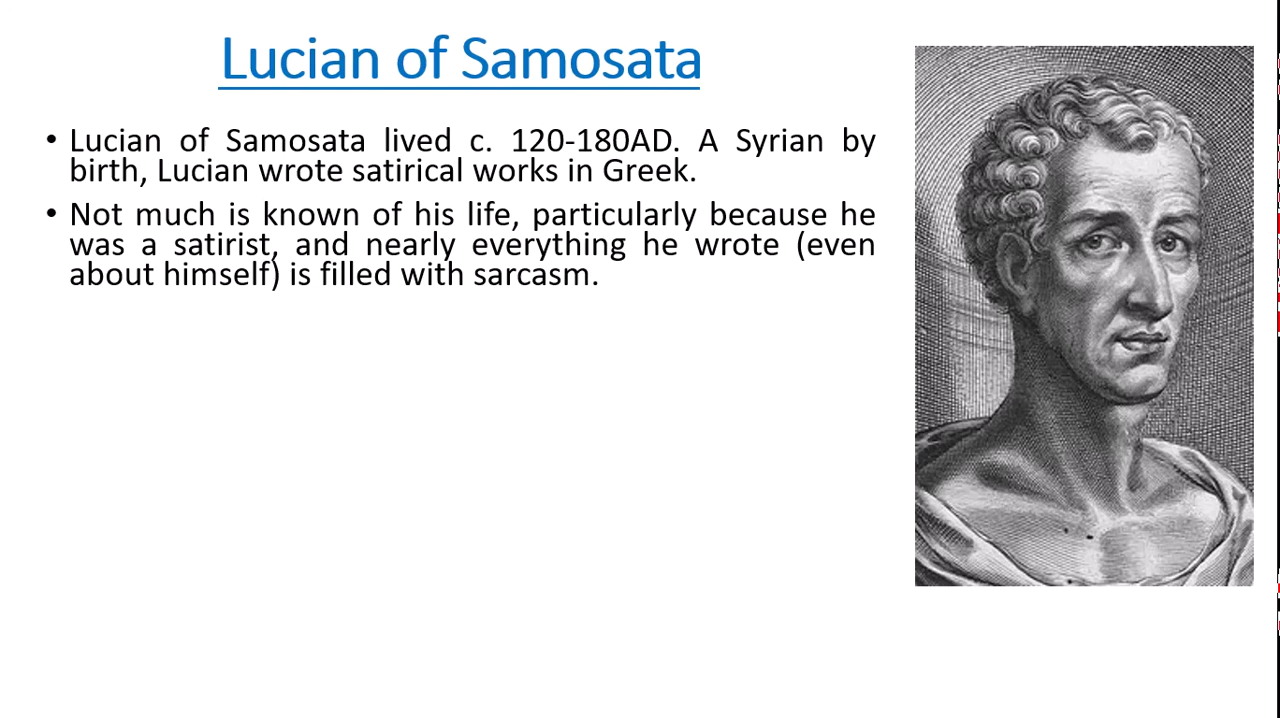 Lucian of Samosata
• Lucian of Samosata lived c. 120-180AD. A Syrian by
birth, Lucian wrote satirical works in Greek.
• Not much is known of his life, particularly because he
was a satirist, and nearly everything he wrote (even
about himself) is filled with sarcasm.